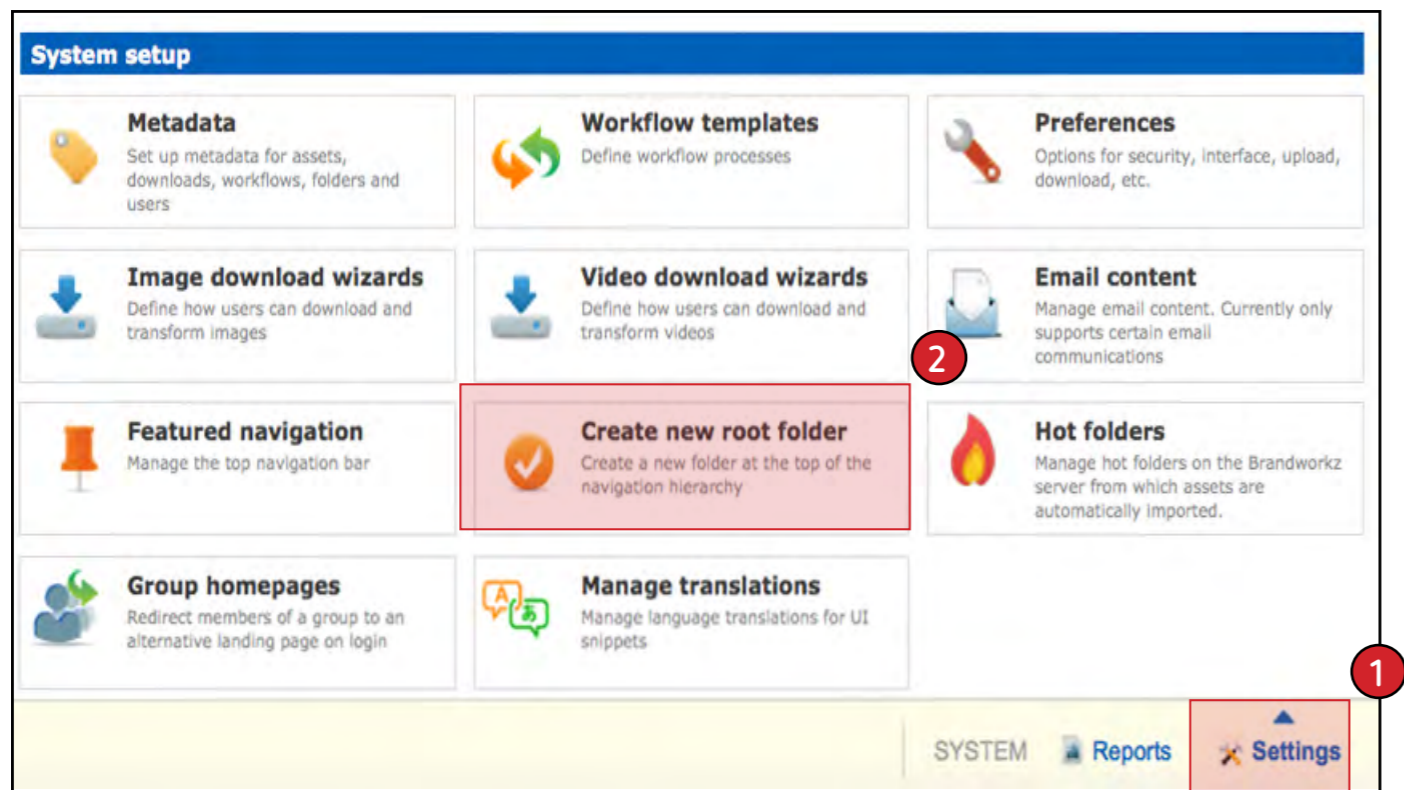 System setup
Metadata
Set up metadata for assets,
downloads, workflows, folders and
users
Workflow templates
Define workflow processes
Preferences
Options for security, interface, upload,
download, etc.
Image download wizards
Define how users can download and
transform images
Video download wizards
Define how users can download and
transform videos
Email content
Manage email content. Currently only
supports certain email
communications
2
Featured navigation
Manage the top navigation bar
Create new root folder
Create a new folder at the top of the
navigation hierarchy
Hot folders
Manage hot folders on the Brandworkz
server from which assets are
automatically imported.
Group homepages
Redirect members of a group to an
alternative landing page on login
A
あ
Manage translations
Manage language translations for UI
snippets
1
SYSTEM
Reports
Settings